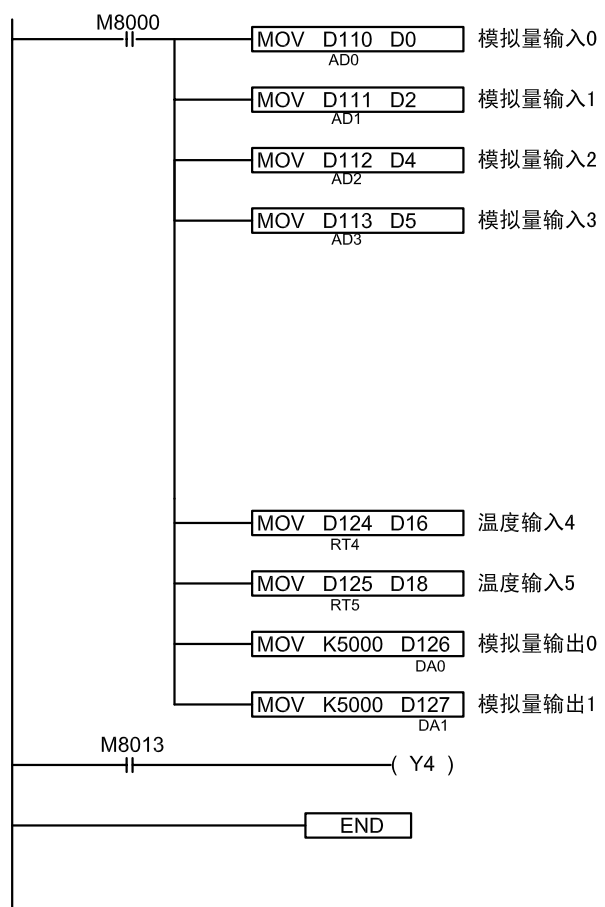 M8000
MOV D110 D0 模拟量输入0
AD0
MOV D111 D2 模拟量输入1
AD1
MOV D112 D4 模拟量输入2
AD2
MOV D113 D5 模拟量输入3
AD3
MOV D124 D16 温度输入4
RT4
MOV D125 D18 温度输入5
RT5
MOV K5000 D126 模拟量输出0
DA0
MOV K5000 D127 模拟量输出1
DA1
M8013
( Y4 )
END